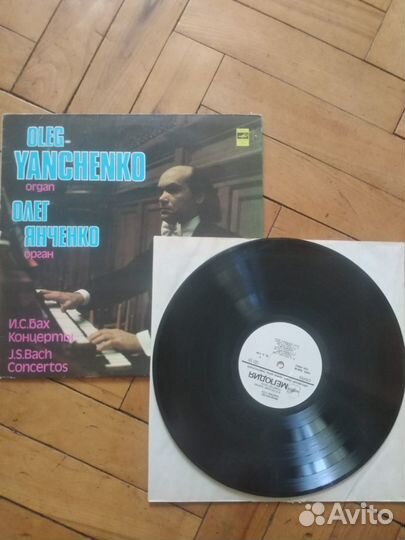 OLEG
YANCHENKO
organ
ОЛЕГ
ЯНЧЕНКО
орган
И.С.Бах
Концерты
J.S.Bach
Concertos
МЕЛОДИЯ
Avito